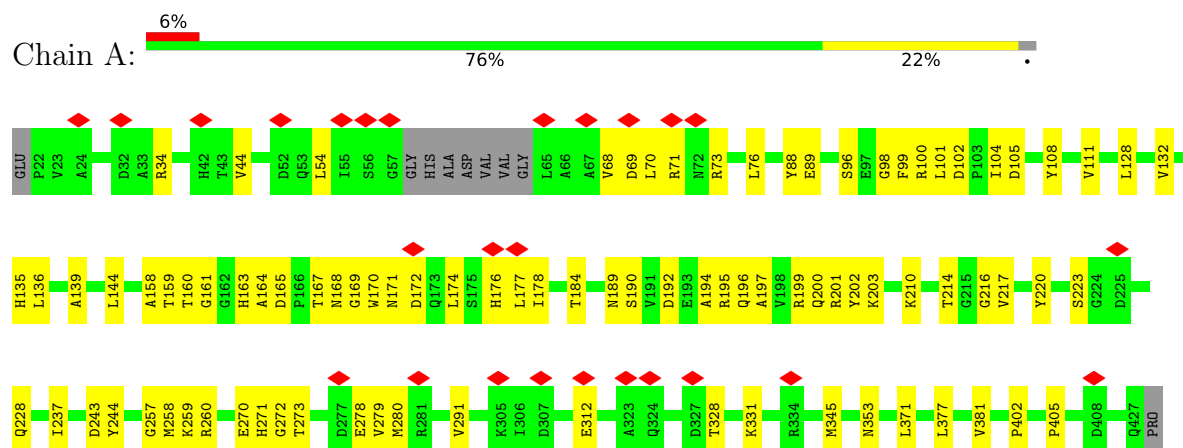 6%
Chain A:
76% 22% •
GLU P22 V23 A24 D32 A33 R34 H42 T43 V44 D52 Q53 L54 I55 S56 G57 GLY HIS ALA ASP VAL VAL GLY L65 A66 A67 V68 D69 L70 R71 N72 R73 L76 Y88 E89 S96 E97 G98 F99 R100 L101 D102 P103 I104 D105 Y108 V111 L128 V132
H135 L136 A139 L144 A158 T159 T160 G161 G162 H163 A164 D165 P166 T167 N168 G169 W170 N171 D172 Q173 L174 S175 H176 L177 I178 T184 N189 S190 V191 D192 E193 A194 R195 Q196 A197 V198 R199 Q200 R201 Y202 K203 K210 T214 G215 G216 V217 Y220 S223 G224 D225
Q228 I237 D243 Y244 G257 M258 K259 R260 E270 H271 G272 T273 D277 E278 V279 M280 R281 V291 K305 I306 D307 E312 A323 Q324 D327 T328 K331 R334 M345 N353 L371 L377 V381 P402 P405 D408 Q427 PRO